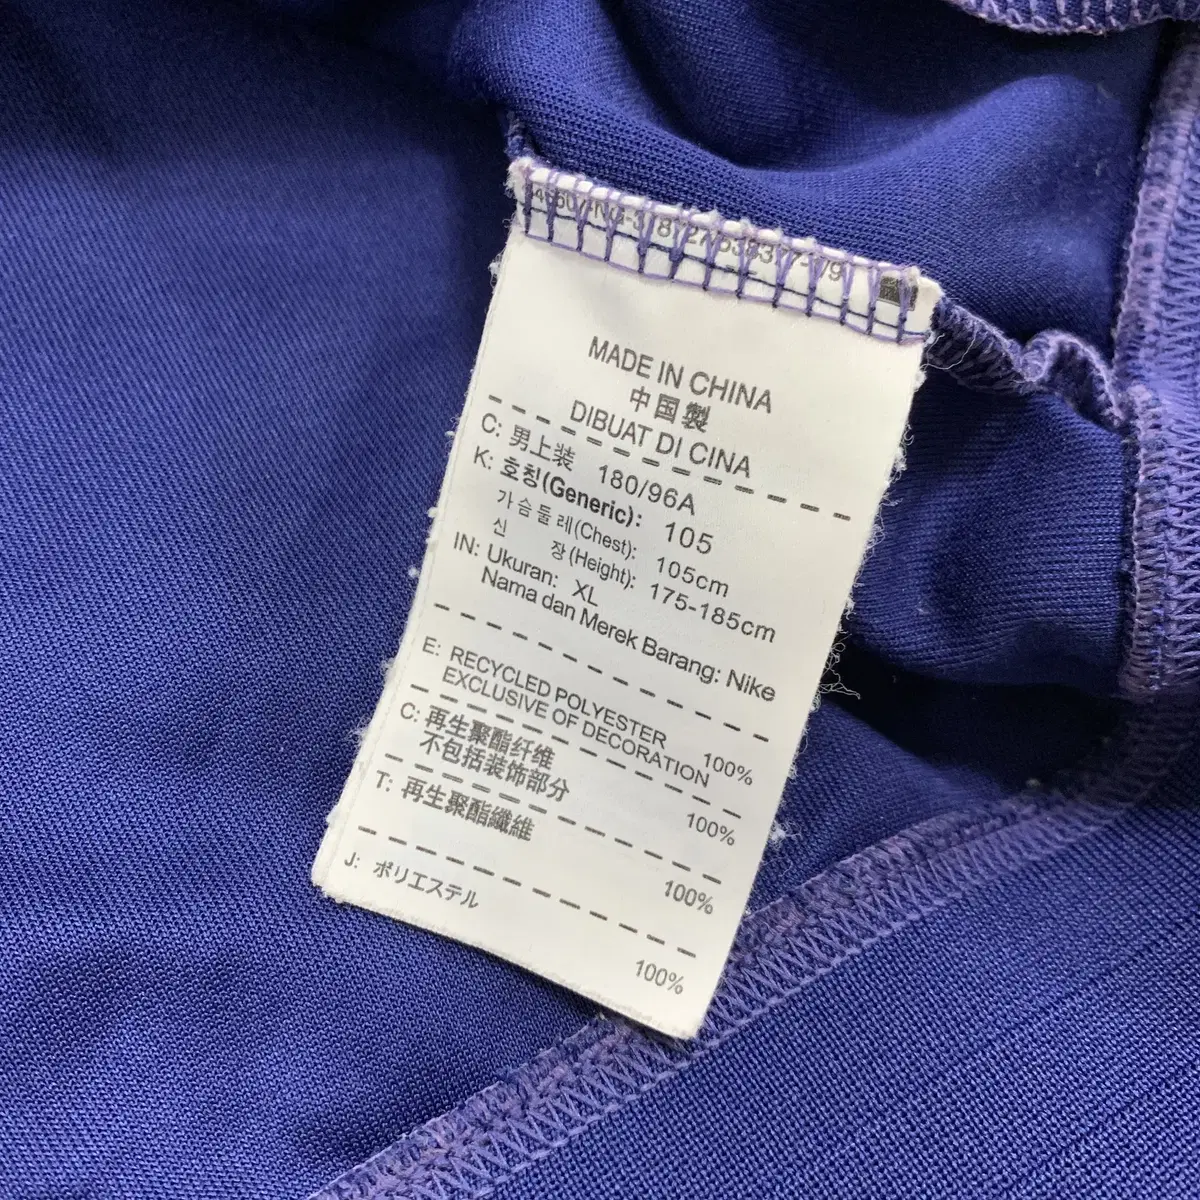 MADE IN CHINA
中国製
DIBUAT DI CINA
C: 男上装 180/96A
K: 호칭(Generic): 105
가슴둘레(Chest): 105cm
신 장(Height): 175-185cm
IN: Ukuran: XL
Nama dan Merek Barang: Nike
E: RECYCLED POLYESTER 100%
EXCLUSIVE OF DECORATION
C: 再生聚酯纤维 100%
不包括装饰部分
T: 再生聚酯纖維 100%
J: ポリエステル 100%